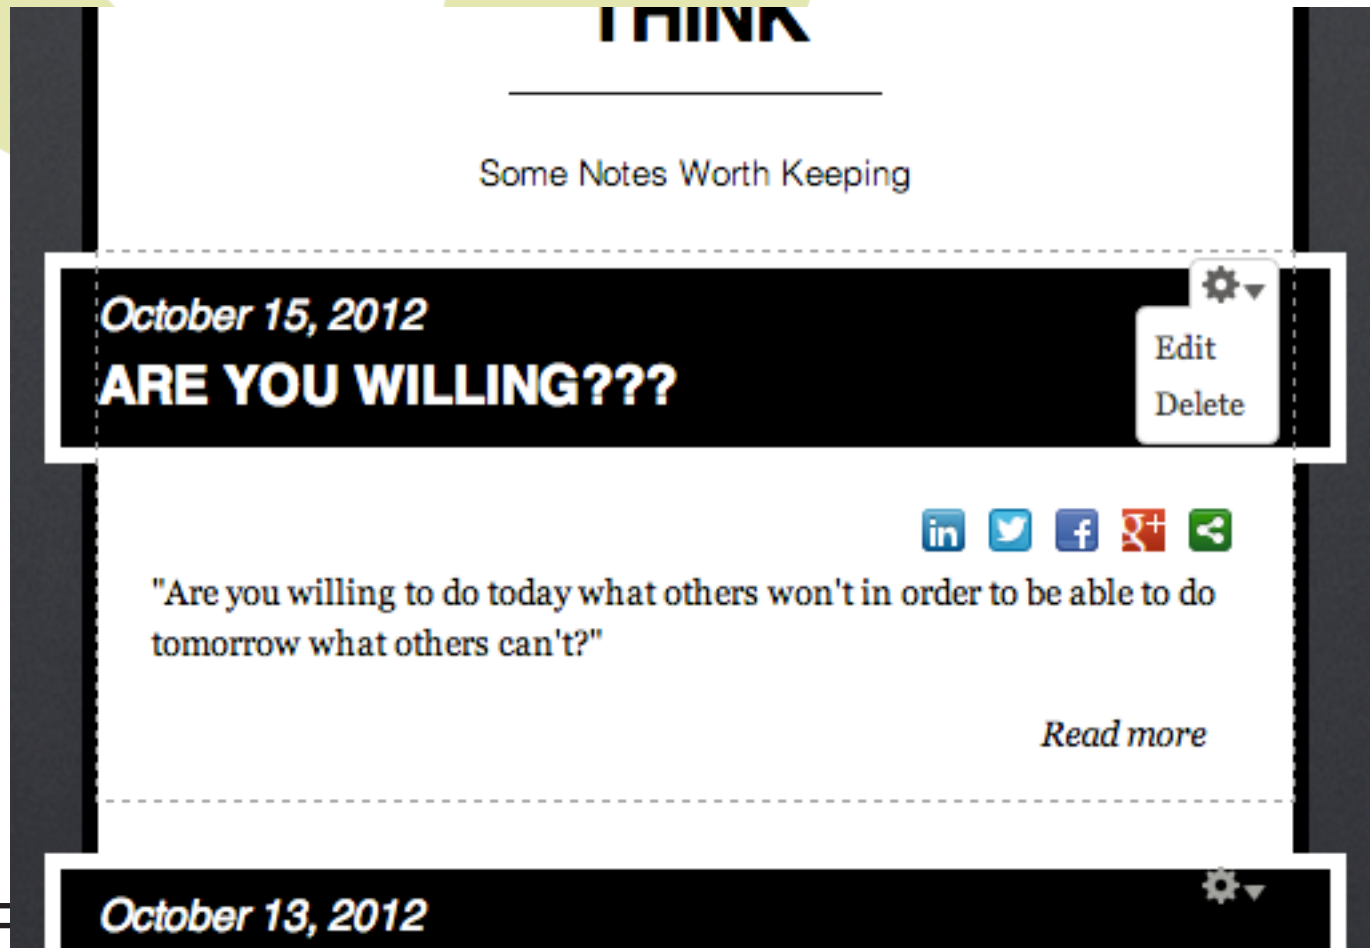 THINK
Some Notes Worth Keeping
October 15, 2012
ARE YOU WILLING???
Edit
Delete
in g+
"Are you willing to do today what others won't in order to be able to do
tomorrow what others can't?"
Read more
October 13, 2012